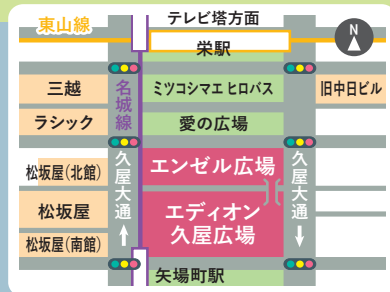 東山線
テレビ塔方面
N
栄駅
三越
名城線
ミツコシマエ ヒロバス
旧中日ビル
ラシック
愛の広場
松坂屋(北館)
久屋大通
エンゼル広場
久屋大通
松坂屋
エディオン
久屋広場
松坂屋(南館)
矢場町駅